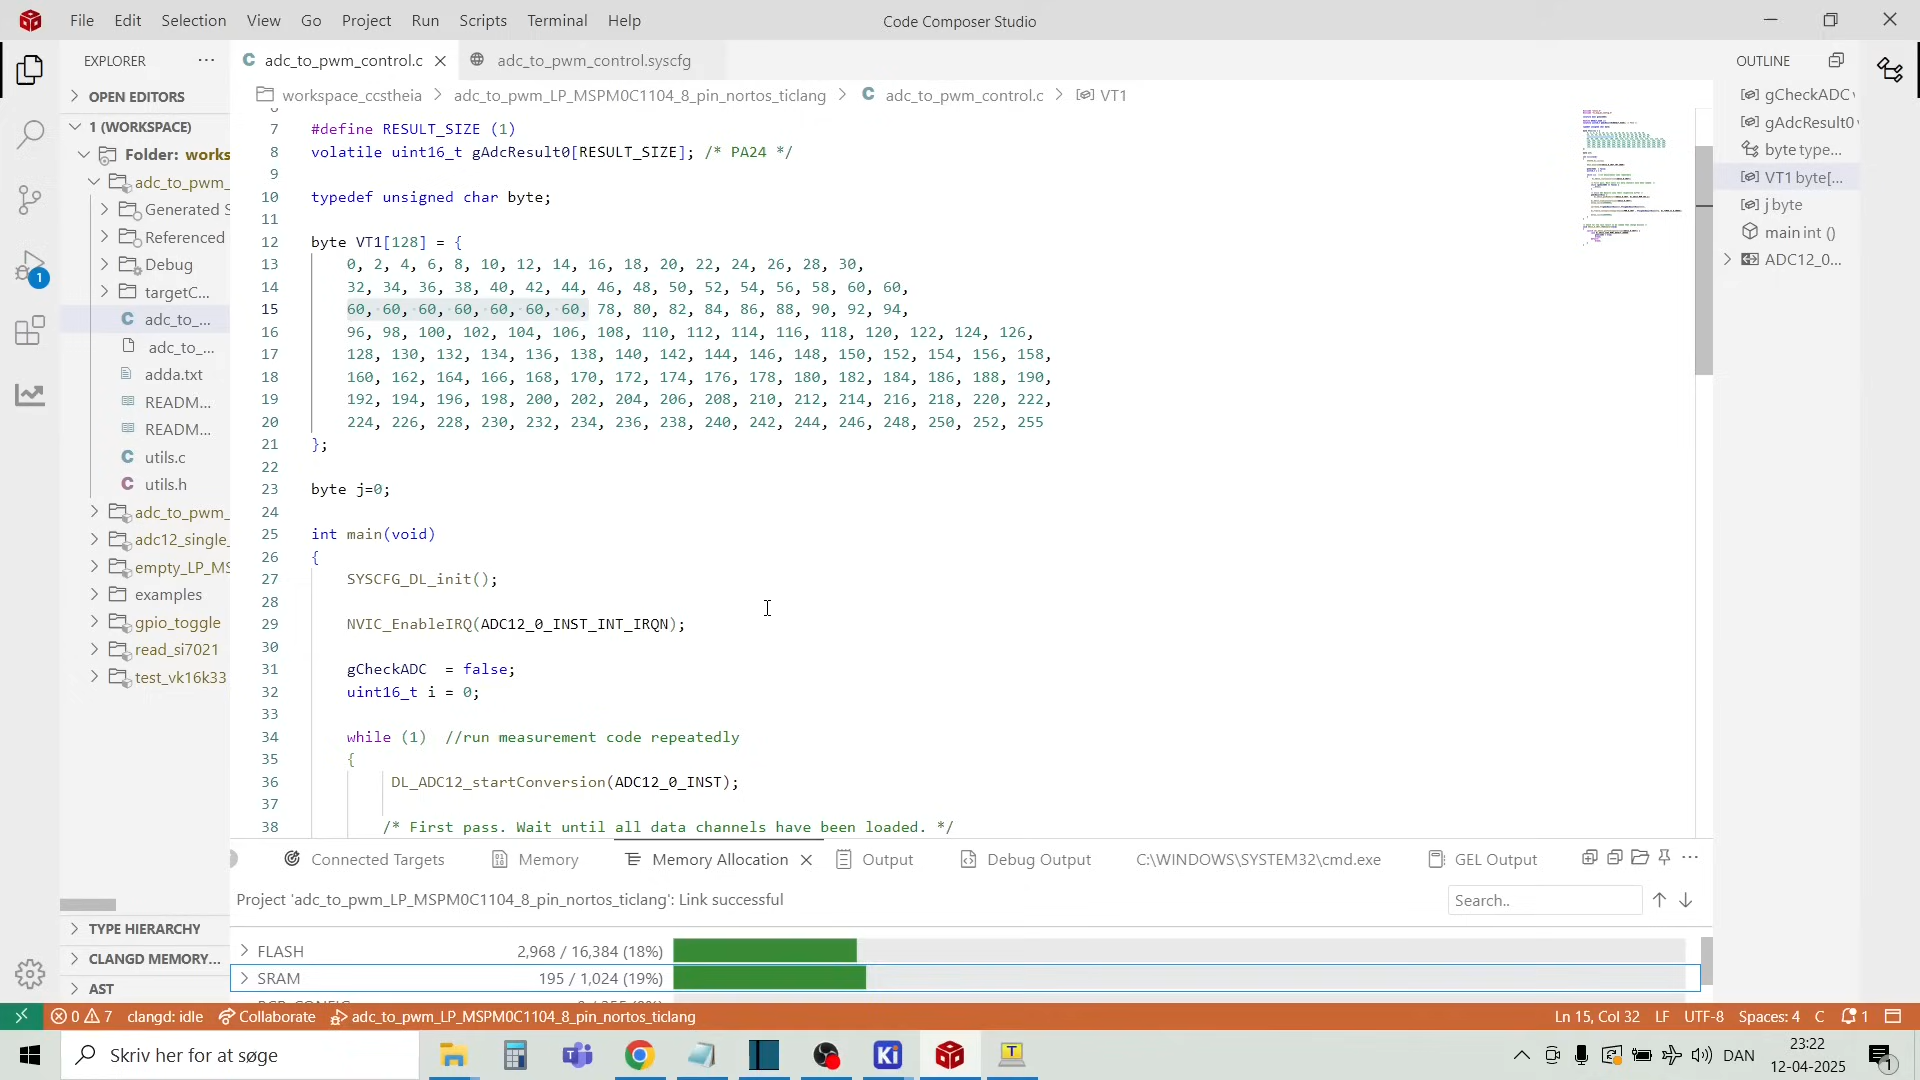 File Edit Selection View Go Project Run Scripts Terminal Help
Code Composer Studio
EXPLORER
adc_to_pwm_control.c
adc_to_pwm_control.syscfg
OUTLINE
workspace_ccstheia > adc_to_pwm_LP_MSPM0C1104_8_pin_nortos_ticlang > C adc_to_pwm_control.c > VT1
OPEN EDITORS
1 (WORKSPACE)
Folder: works
adc_to_pwm_
Generated S
Referenced
Debug
targetC...
adc_to_...
adc_to_...
adda.txt
READM...
READM...
utils.c
utils.h
adc_to_pwm_
adc12_single_
empty_LP_MS
examples
gpio_toggle
read_si7021
test_vk16k33
TYPE HIERARCHY
CLANGD MEMORY...
AST
7 #define RESULT_SIZE (1)
8 volatile uint16_t gAdcResult0[RESULT_SIZE]; /* PA24 */
9
10 typedef unsigned char byte;
11
12 byte VT1[128] = {
13 0, 2, 4, 6, 8, 10, 12, 14, 16, 18, 20, 22, 24, 26, 28, 30,
14 32, 34, 36, 38, 40, 42, 44, 46, 48, 50, 52, 54, 56, 58, 60, 60,
15 60, 60, 60, 60, 60, 60, 60, 78, 80, 82, 84, 86, 88, 90, 92, 94,
16 96, 98, 100, 102, 104, 106, 108, 110, 112, 114, 116, 118, 120, 122, 124, 126,
17 128, 130, 132, 134, 136, 138, 140, 142, 144, 146, 148, 150, 152, 154, 156, 158,
18 160, 162, 164, 166, 168, 170, 172, 174, 176, 178, 180, 182, 184, 186, 188, 190,
19 192, 194, 196, 198, 200, 202, 204, 206, 208, 210, 212, 214, 216, 218, 220, 222,
20 224, 226, 228, 230, 232, 234, 236, 238, 240, 242, 244, 246, 248, 250, 252, 255
21 };
22
23 byte j=0;
24
25 int main(void)
26 {
27 SYSCFG_DL_init();
28
29 NVIC_EnableIRQ(ADC12_0_INST_INT_IRQN);
30
31 gCheckADC  = false;
32 uint16_t i = 0;
33
34 while (1)  //run measurement code repeatedly
35 {
36 DL_ADC12_startConversion(ADC12_0_INST);
37
38 /* First pass. Wait until all data channels have been loaded. */
gCheckADC
gAdcResult0
byte type...
VT1 byte[...
j byte
main int ()
ADC12_0...
Connected Targets
Memory
Memory Allocation
Output
Debug Output
C:\WINDOWS\SYSTEM32\cmd.exe
GEL Output
Project 'adc_to_pwm_LP_MSPM0C1104_8_pin_nortos_ticlang': Link successful
Search..
FLASH 2,968 / 16,384 (18%)
SRAM 195 / 1,024 (19%)
0 7 clangd: idle Collaborate adc_to_pwm_LP_MSPM0C1104_8_pin_nortos_ticlang
Ln 15, Col 32 LF UTF-8 Spaces: 4 C 1
Skriv her for at søge
Ki
DAN
23:22
12-04-2025
1